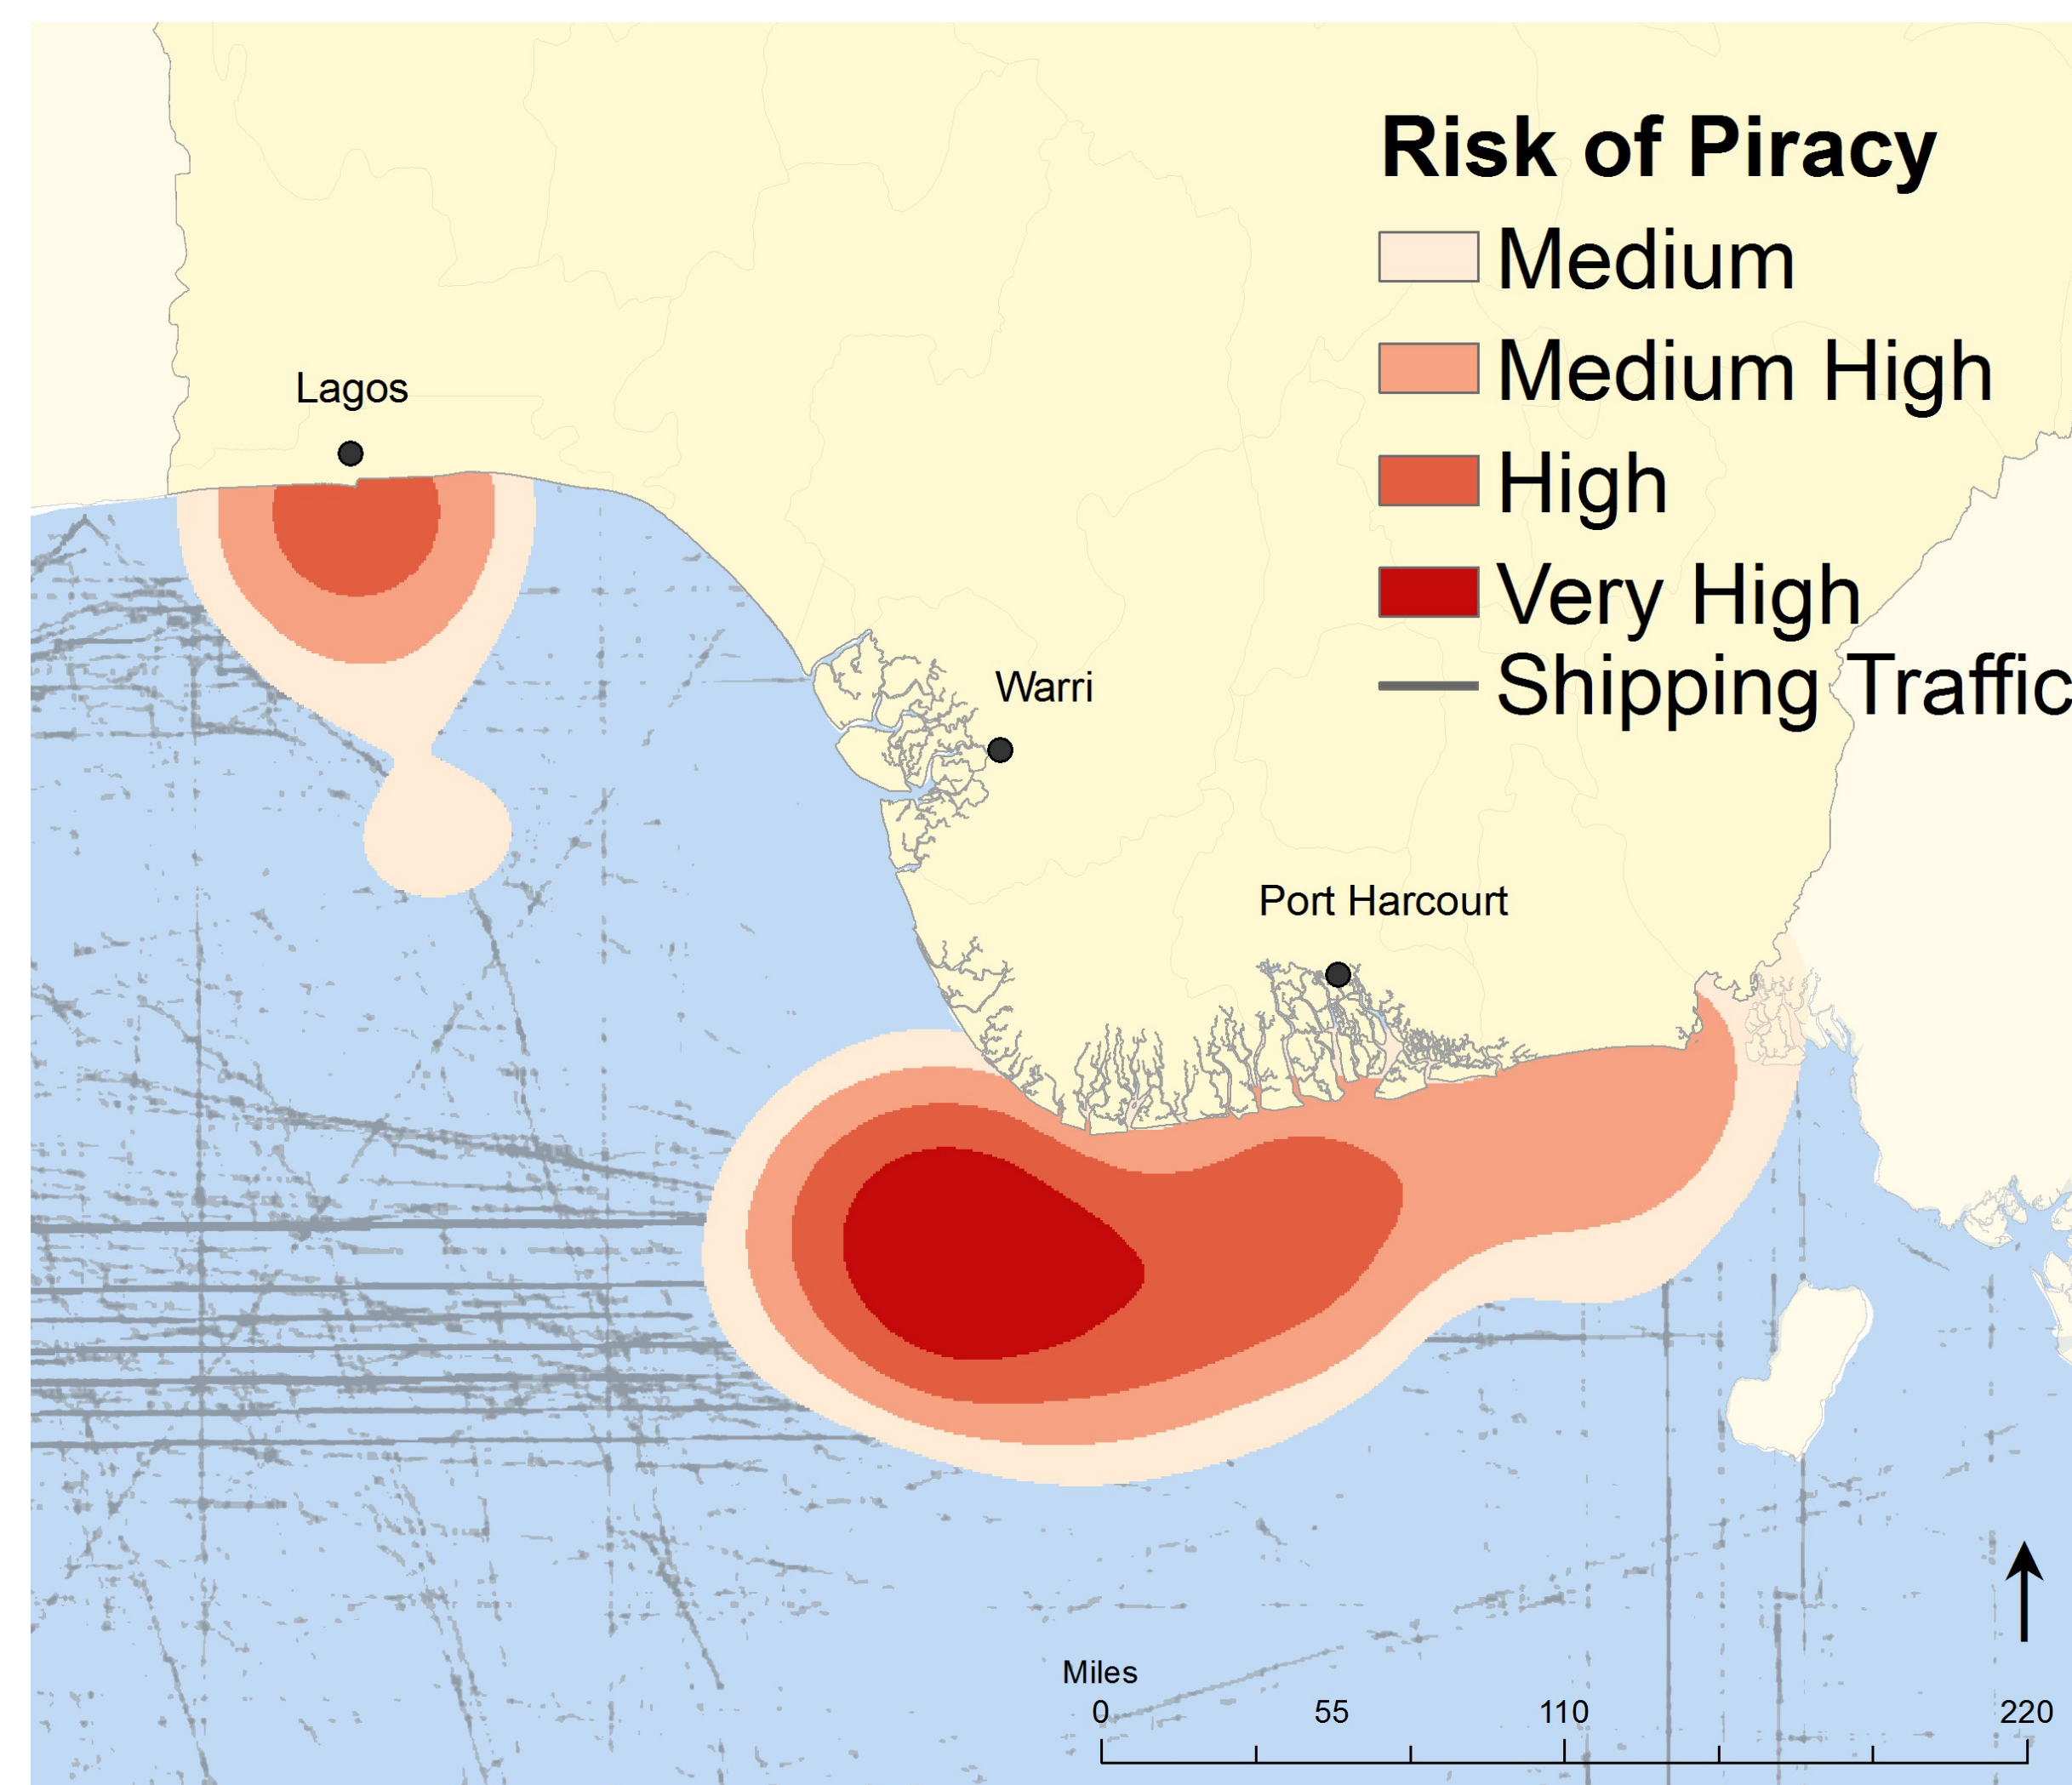 Risk of Piracy
Medium
Medium High
High
Very High
Shipping Traffic
Lagos
Warri
Port Harcourt
Miles
0 55 110 220